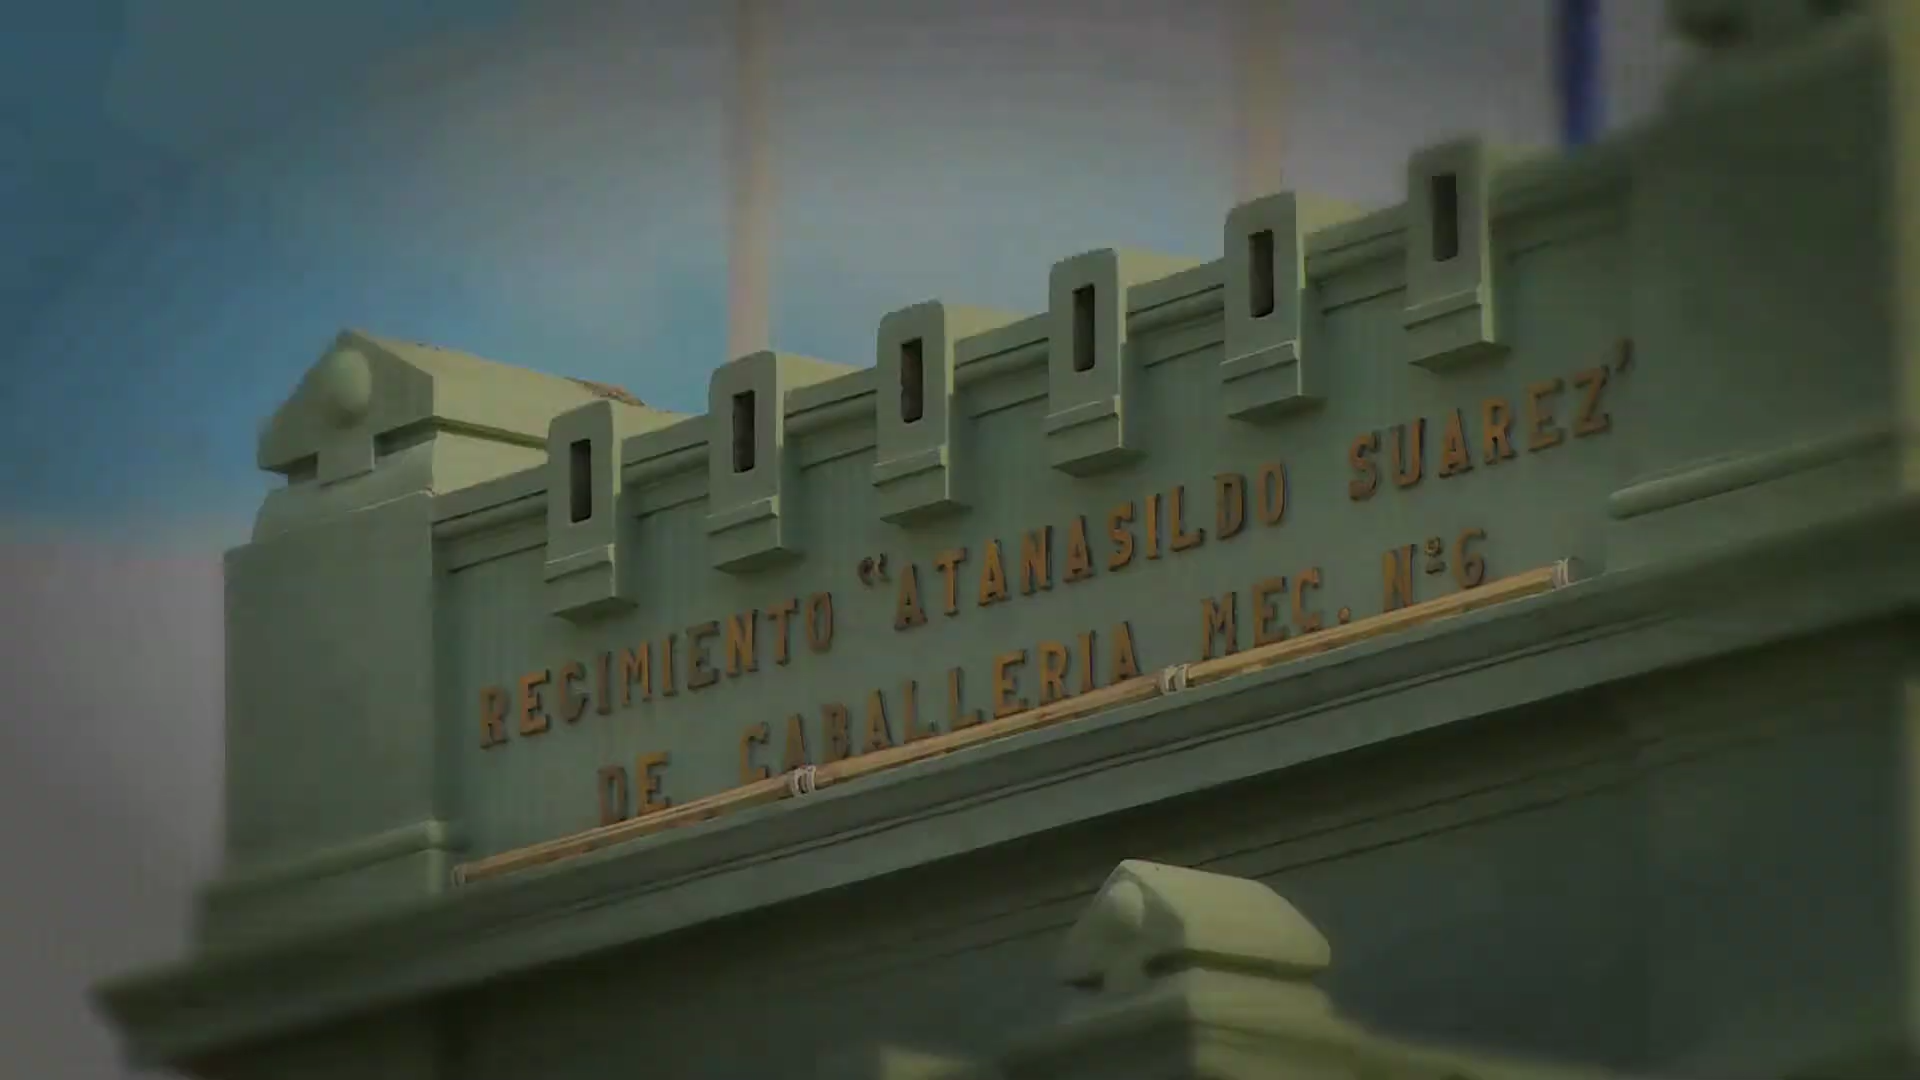 REGIMIENTO "ATANASILDO SUAREZ"
DE CABALLERIA MEC. Nº6